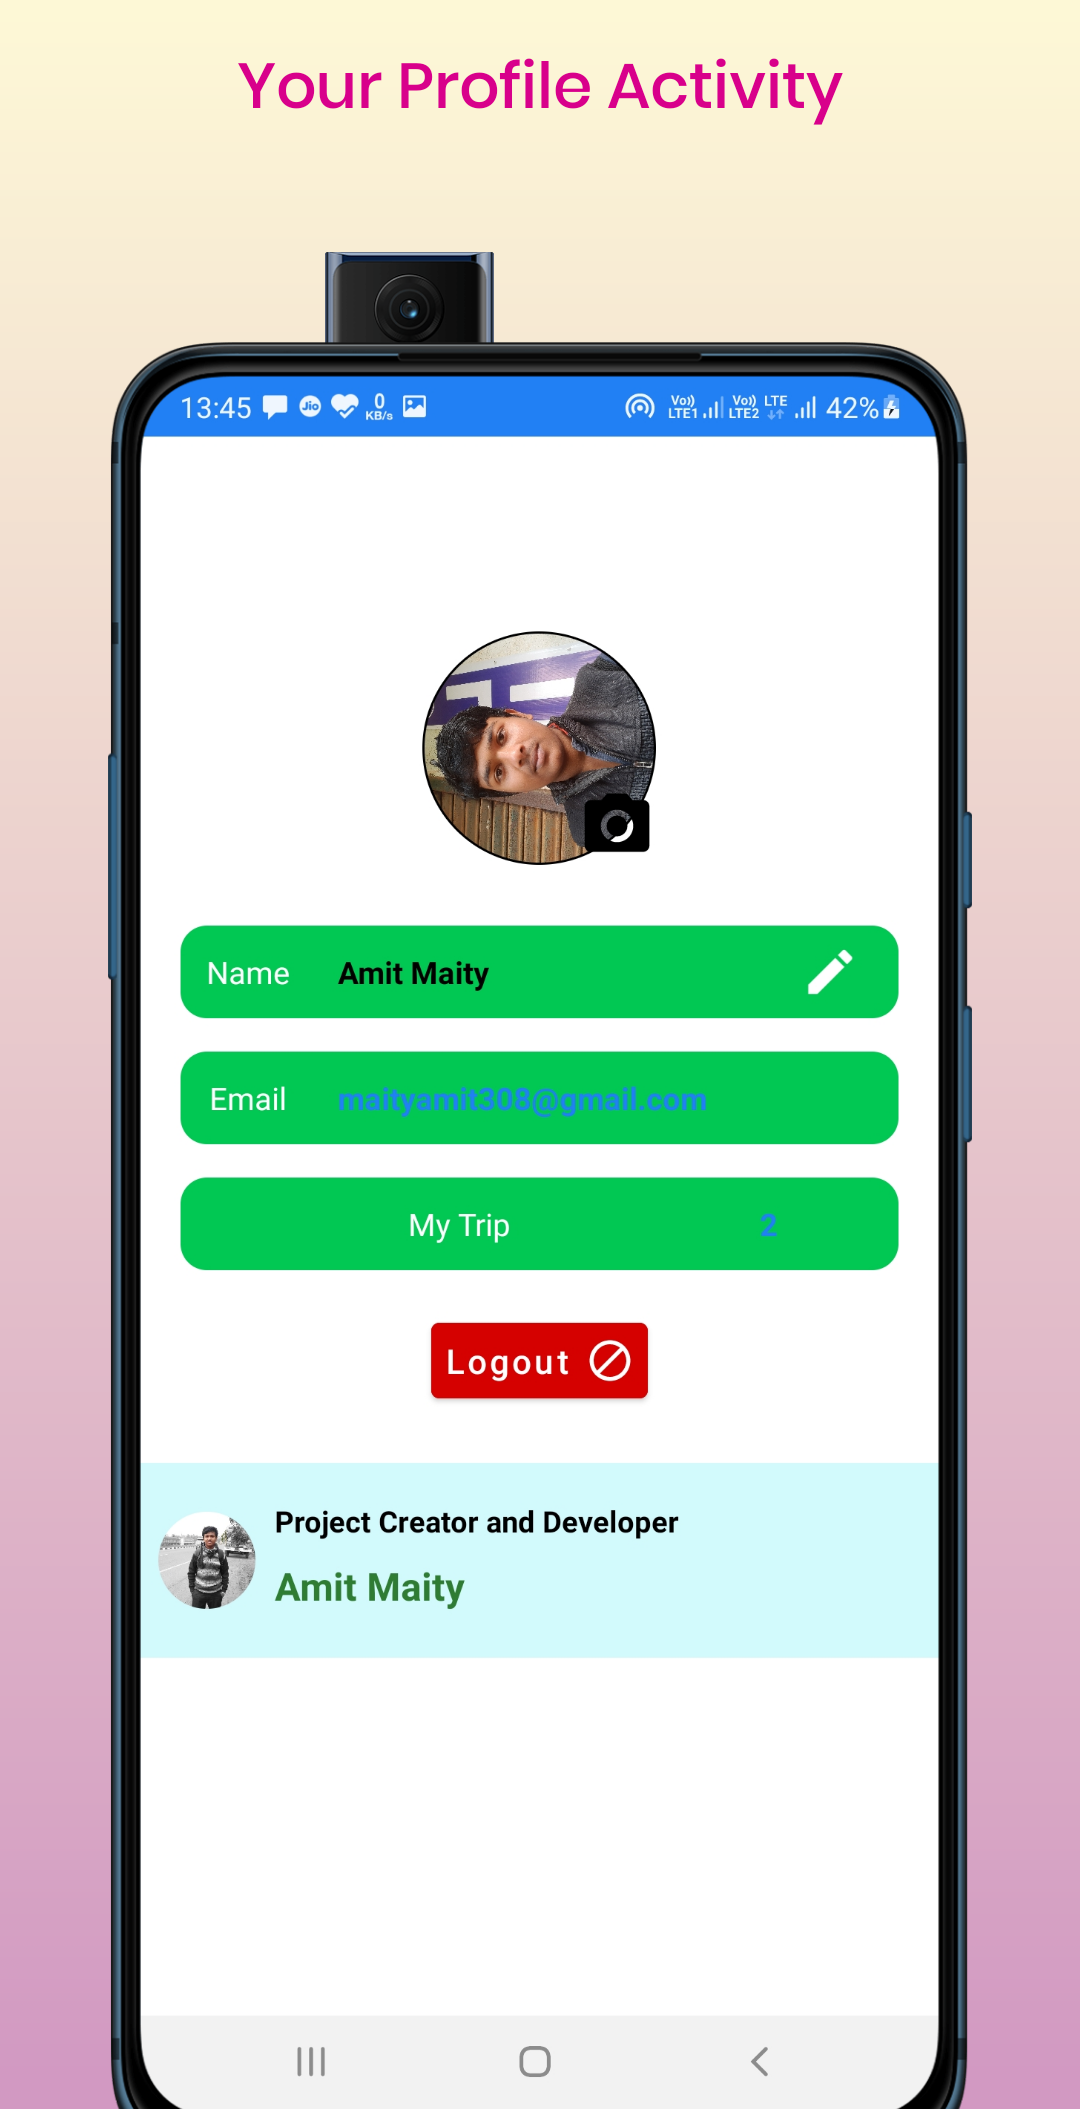 Your Profile Activity
13:45 Jio 0 KB/s Vo)) LTE1 Vo)) LTE2 LTE 42%
Name Amit Maity
Email maityamit308@gmail.com
My Trip 2
Logout
Project Creator and Developer
Amit Maity